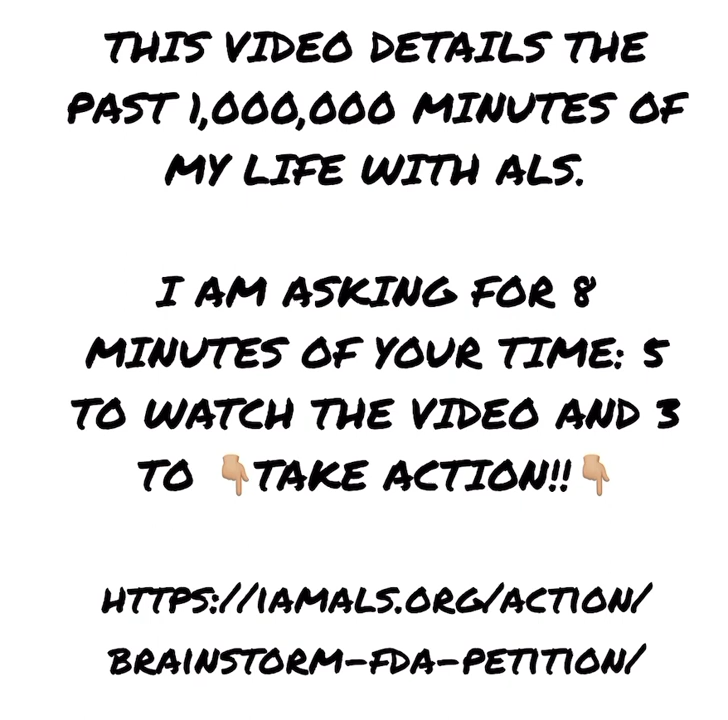 THIS VIDEO DETAILS THE
PAST 1,000,000 MINUTES OF
MY LIFE WITH ALS.
I AM ASKING FOR 8
MINUTES OF YOUR TIME: 5
TO WATCH THE VIDEO AND 3
TO 👇🏼TAKE ACTION!!👇🏼
HTTPS://IAMALS.ORG/ACTION/
BRAINSTORM-FDA-PETITION/